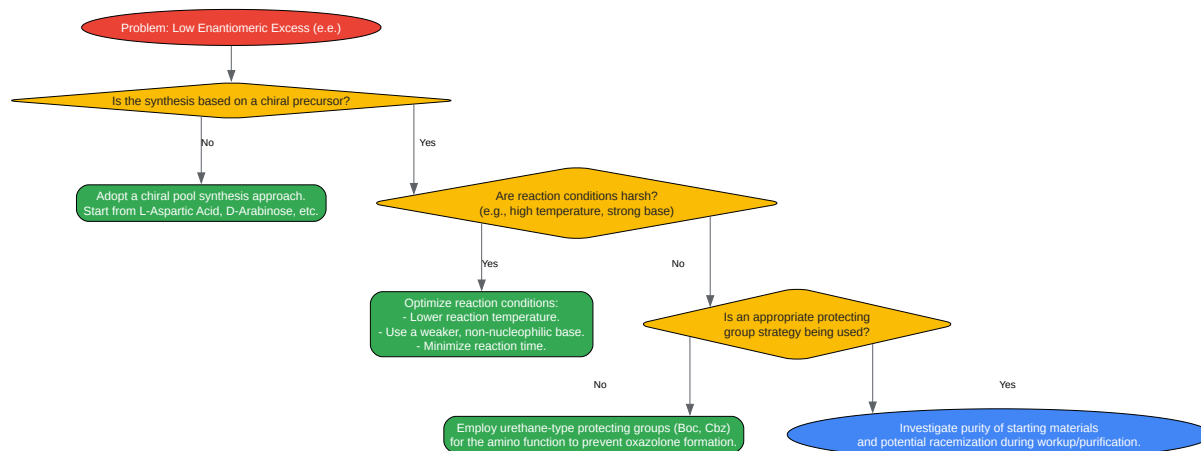 Problem: Low Enantiomeric Excess (e.e.)
Is the synthesis based on a chiral precursor?
No
Yes
Adopt a chiral pool synthesis approach.
Start from L-Aspartic Acid, D-Arabinose, etc.
Are reaction conditions harsh?
(e.g., high temperature, strong base)
Yes
No
Optimize reaction conditions:
- Lower reaction temperature.
- Use a weaker, non-nucleophilic base.
- Minimize reaction time.
Is an appropriate protecting
group strategy being used?
No
Yes
Employ urethane-type protecting groups (Boc, Cbz)
for the amino function to prevent oxazolone formation.
Investigate purity of starting materials
and potential racemization during workup/purification.